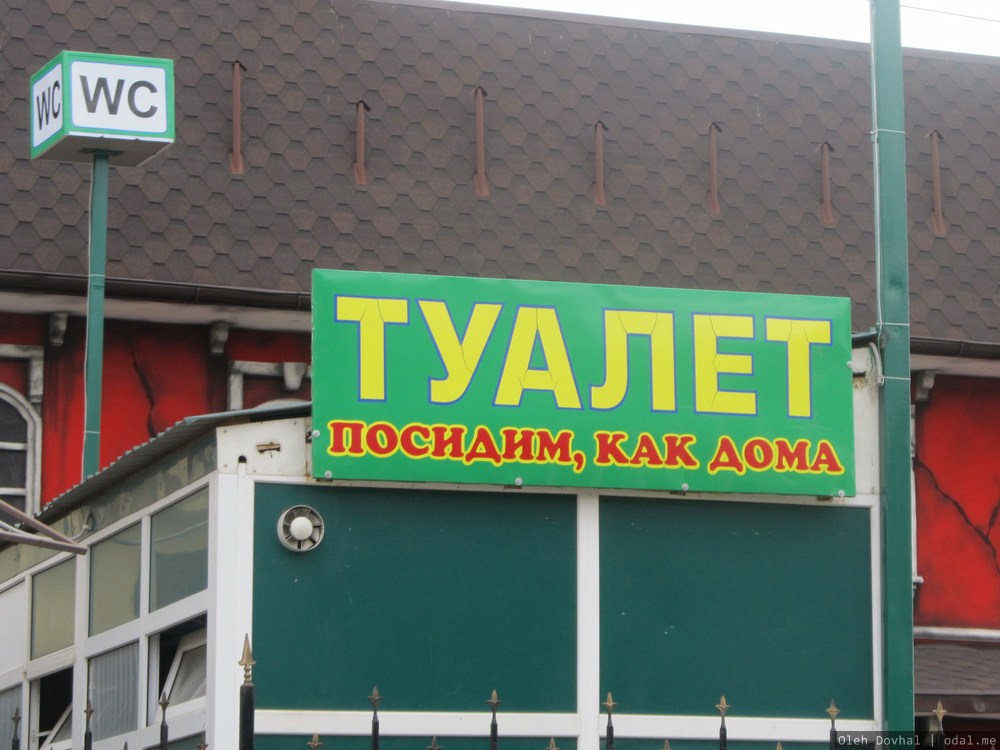 WC WC
ТУАЛЕТ
ПОСИДИМ, КАК ДОМА
Oleh Dovhal | odal.me